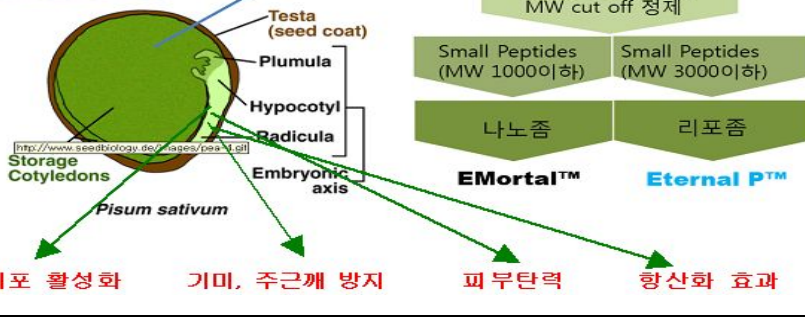 MW cut off 정제
Testa
(seed coat)
Plumula
Hypocotyl
Radicula
Embryonic
axis
http://www.seedbiology.de/images/pea-4.gif
Storage
Cotyledons
Pisum sativum
Small Peptides
(MW 1000이하)
Small Peptides
(MW 3000이하)
나노좀
리포좀
EMortal™
Eternal P™
포 활성화
기미, 주근깨 방지
피부탄력
항산화 효과